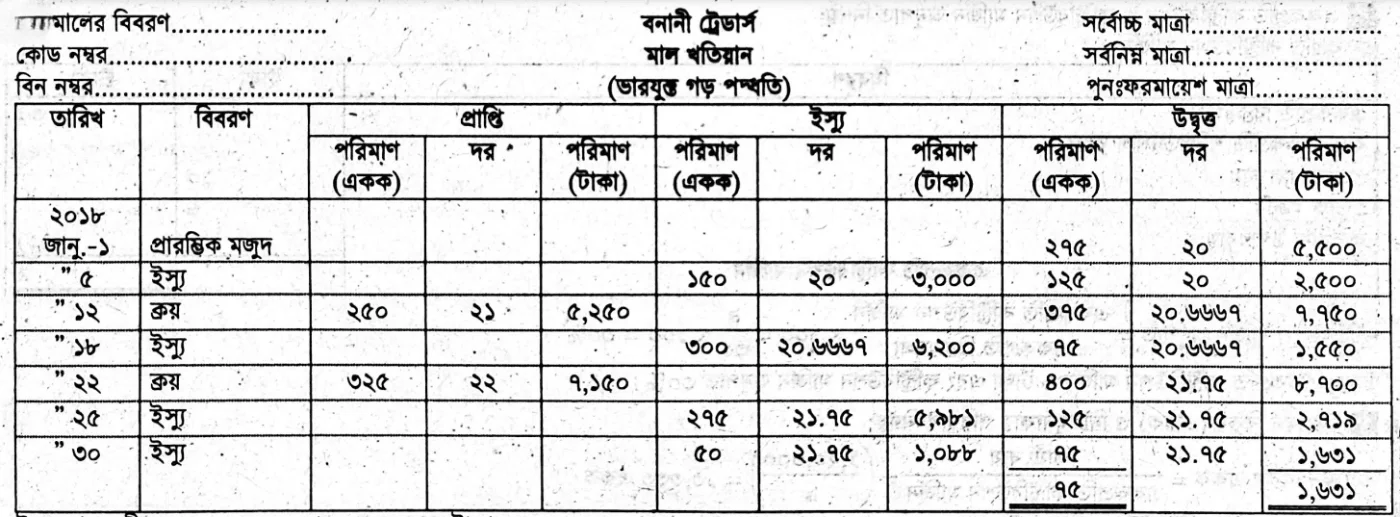 মালের বিবরণ...................... বনানী ট্রেডার্স সর্বোচ্চ মাত্রা..........................
কোড নম্বর................................ মাল খতিয়ান সর্বনিম্ন মাত্রা..........................
বিন নম্বর.................................. (ভারযুক্ত গড় পদ্ধতি) পুনঃফরমায়েশ মাত্রা..................
তারিখ বিবরণ প্রাপ্তি ইস্যু উদ্বৃত্ত
পরিমাণ দর পরিমাণ পরিমাণ দর পরিমাণ পরিমাণ দর পরিমাণ
(একক) (টাকা) (একক) (টাকা) (একক) (টাকা)
২০১৮
জানু.-১ প্রারম্ভিক মজুদ ২৭৫ ২০ ৫,৫০০
" ৫ ইস্যু ১৫০ ২০ ৩,০০০ ১২৫ ২০ ২,৫০০
" ১২ ক্রয় ২৫০ ২১ ৫,২৫০ ৩৭৫ ২০.৬৬৬৭ ৭,৭৫০
" ১৮ ইস্যু ৩০০ ২০.৬৬৬৭ ৬,২০০ ৭৫ ২০.৬৬৬৭ ১,৫৫০
" ২২ ক্রয় ৩২৫ ২২ ৭,১৫০ ৪০০ ২১.৭৫ ৮,৭০০
" ২৫ ইস্যু ২৭৫ ২১.৭৫ ৫,৯৮১ ১২৫ ২১.৭৫ ২,৭১৯
" ৩০ ইস্যু ৫০ ২১.৭৫ ১,০৮৮ ৭৫ ২১.৭৫ ১,৬৩১
৭৫ ১,৬৩১